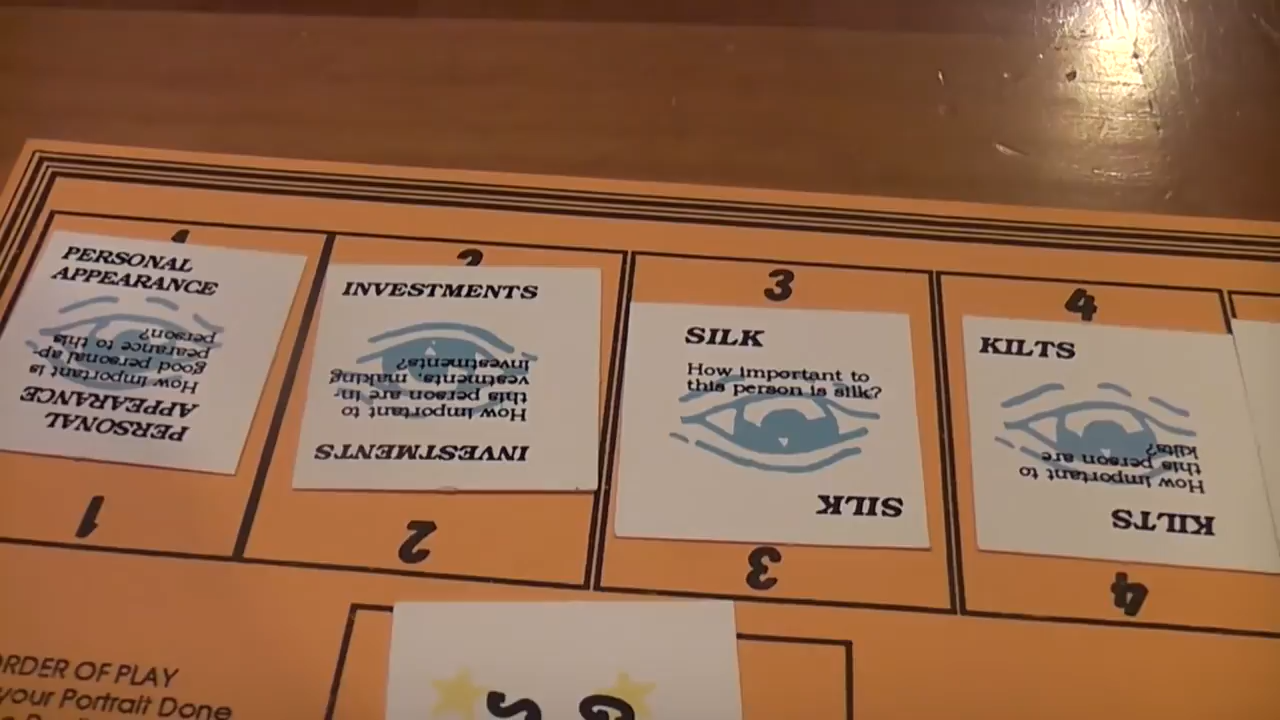 1
PERSONAL
APPEARANCE
How important is
good personal ap-
pearance to this
person?
PERSONAL
APPEARANCE
1
2
INVESTMENTS
How important to
this person are in-
vestments, making
investments?
INVESTMENTS
2
3
SILK
How important to
this person is silk?
SILK
3
4
KILTS
How important to
this person are
kilts?
KILTS
4
ORDER OF PLAY
your Portrait Done